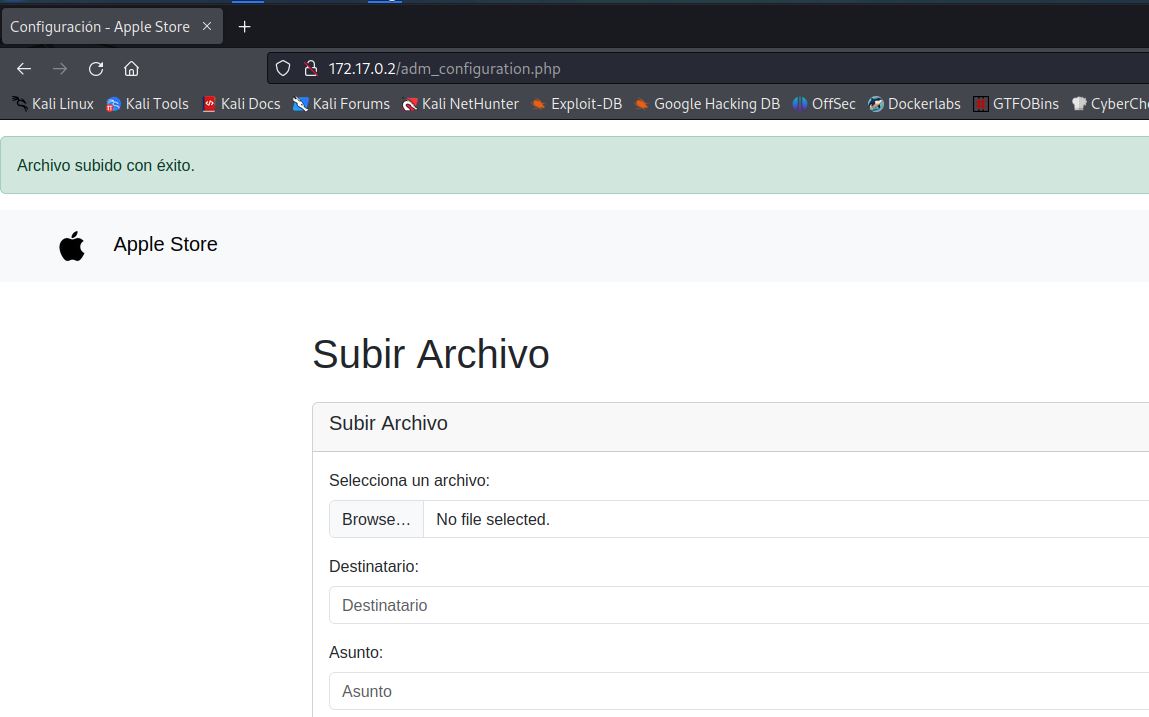 Configuración - Apple Store
172.17.0.2/adm_configuration.php
Kali Linux Kali Tools Kali Docs Kali Forums Kali NetHunter Exploit-DB Google Hacking DB OffSec Dockerlabs GTFOBins CyberChe
Archivo subido con éxito.
Apple Store
Subir Archivo
Subir Archivo
Selecciona un archivo:
Browse... No file selected.
Destinatario:
Destinatario
Asunto:
Asunto